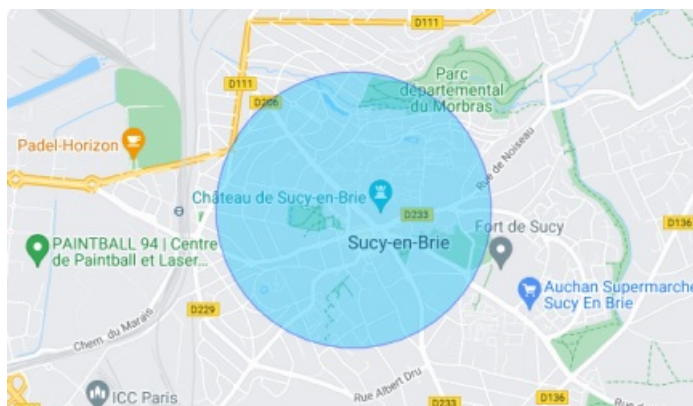 D111
D111
Parc
départemental
du Morbras
D206
Padel-Horizon
Rue de Noiseau
Château de Sucy-en-Brie
D233
D136
Fort de Sucy
PAINTBALL 94 | Centre
de Paintball et Laser...
Sucy-en-Brie
Auchan Supermarche
Sucy En Brie
D229
Chem. du Marais
Rue Albert Dru
ICC Paris
D233
D136